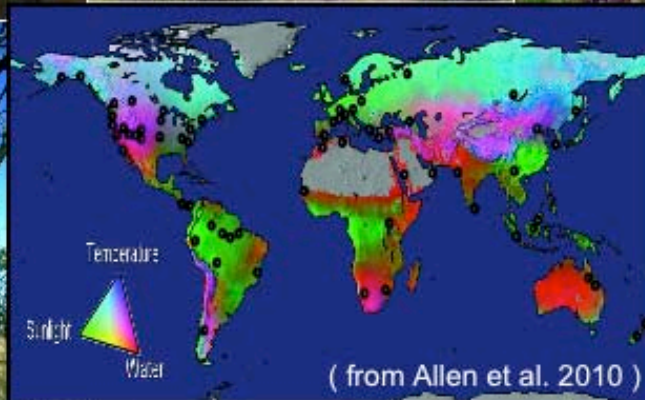 Temperature
Sunlight
Water
( from Allen et al. 2010 )